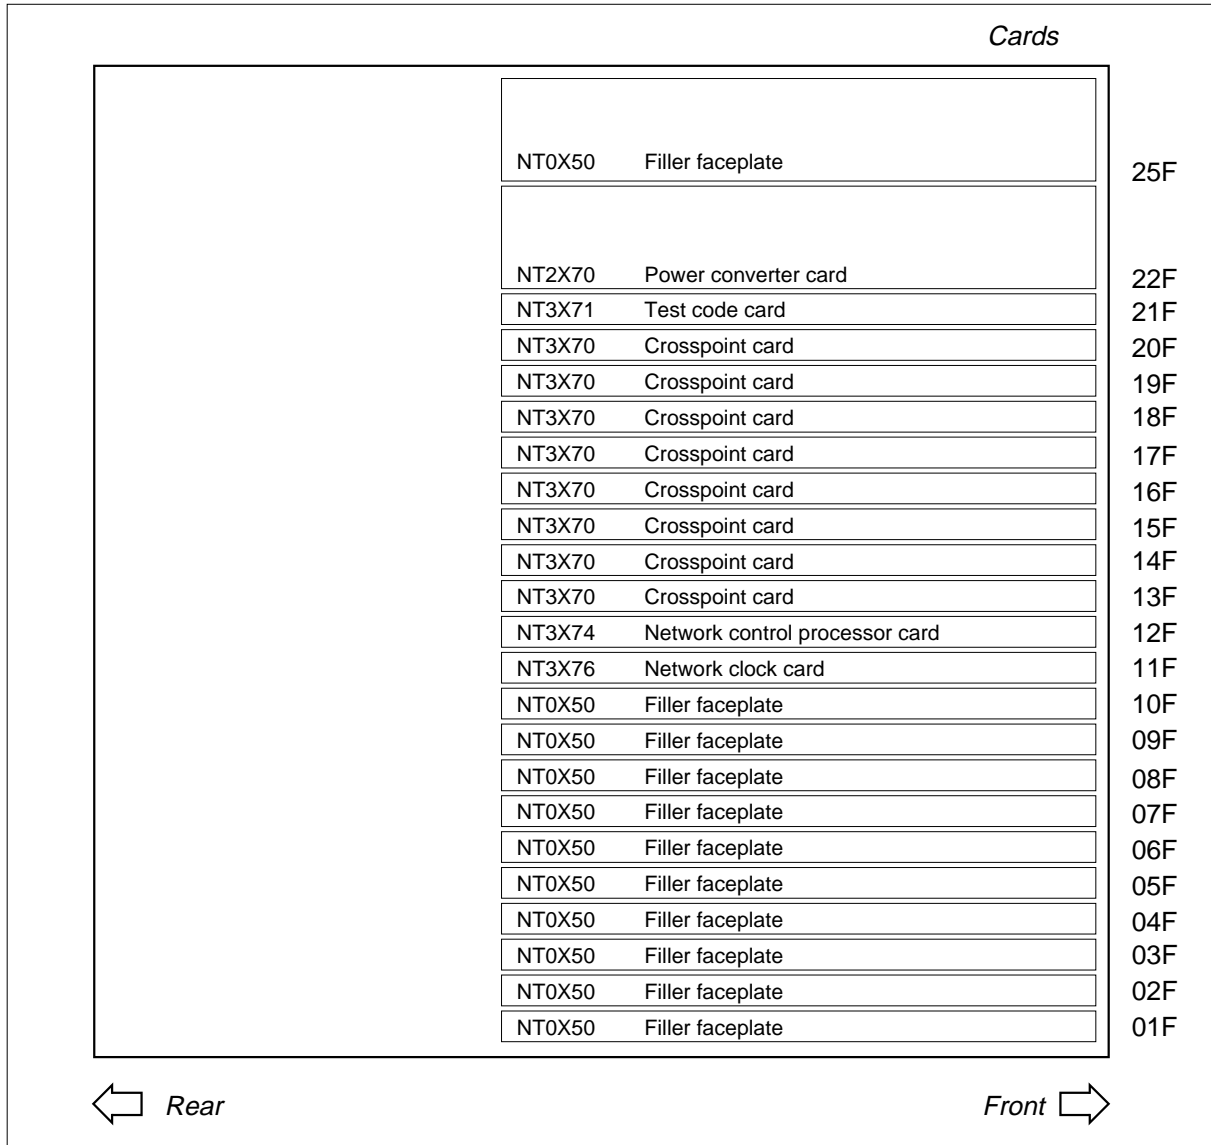 Cards
NT0X50 Filler faceplate 25F
NT2X70 Power converter card 22F
NT3X71 Test code card 21F
NT3X70 Crosspoint card 20F
NT3X70 Crosspoint card 19F
NT3X70 Crosspoint card 18F
NT3X70 Crosspoint card 17F
NT3X70 Crosspoint card 16F
NT3X70 Crosspoint card 15F
NT3X70 Crosspoint card 14F
NT3X70 Crosspoint card 13F
NT3X74 Network control processor card 12F
NT3X76 Network clock card 11F
NT0X50 Filler faceplate 10F
NT0X50 Filler faceplate 09F
NT0X50 Filler faceplate 08F
NT0X50 Filler faceplate 07F
NT0X50 Filler faceplate 06F
NT0X50 Filler faceplate 05F
NT0X50 Filler faceplate 04F
NT0X50 Filler faceplate 03F
NT0X50 Filler faceplate 02F
NT0X50 Filler faceplate 01F
Rear Front